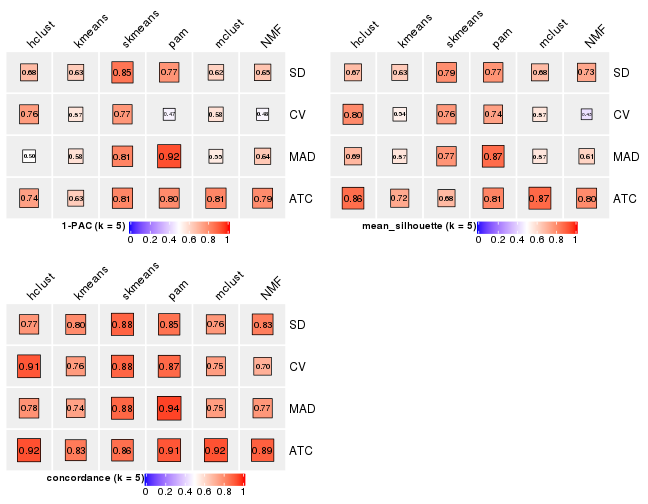 hclust kmeans skmeans pam mclust NMF
0.68 0.63 0.85 0.77 0.62 0.65 SD
0.76 0.57 0.77 0.47 0.58 0.48 CV
0.50 0.58 0.81 0.92 0.55 0.64 MAD
0.74 0.63 0.81 0.80 0.81 0.79 ATC
1-PAC (k = 5)
0 0.2 0.4 0.6 0.8 1
hclust kmeans skmeans pam mclust NMF
0.67 0.63 0.79 0.77 0.68 0.73 SD
0.80 0.54 0.76 0.74 0.57 CV
0.69 0.57 0.77 0.87 0.57 0.61 MAD
0.86 0.72 0.68 0.81 0.87 0.80 ATC
mean_silhouette (k = 5)
0 0.2 0.4 0.6 0.8 1
hclust kmeans skmeans pam mclust NMF
0.77 0.80 0.88 0.85 0.76 0.83 SD
0.91 0.76 0.88 0.87 0.75 0.70 CV
0.78 0.74 0.88 0.94 0.75 0.77 MAD
0.92 0.83 0.86 0.91 0.92 0.89 ATC
concordance (k = 5)
0 0.2 0.4 0.6 0.8 1